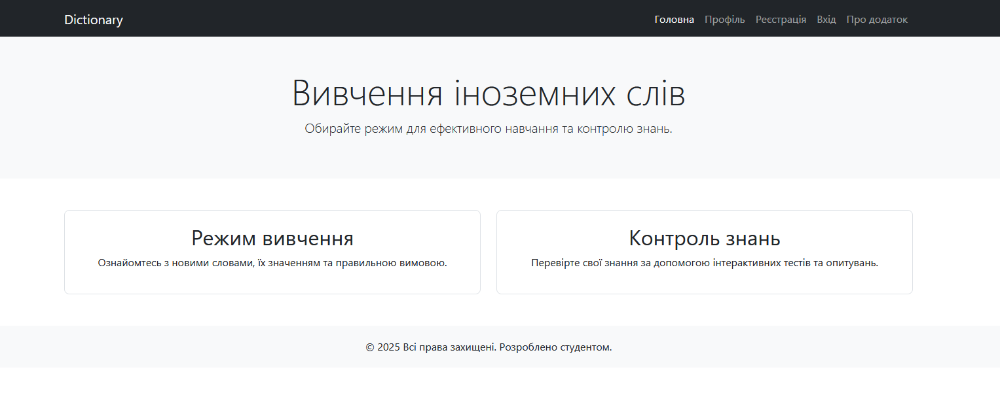 Dictionary
Головна Профіль Реєстрація Вхід Про додаток
Вивчення іноземних слів
Обирайте режим для ефективного навчання та контролю знань.
Режим вивчення
Ознайомтесь з новими словами, їх значенням та правильною вимовою.
Контроль знань
Перевірте свої знання за допомогою інтерактивних тестів та опитувань.
© 2025 Всі права захищені. Розроблено студентом.